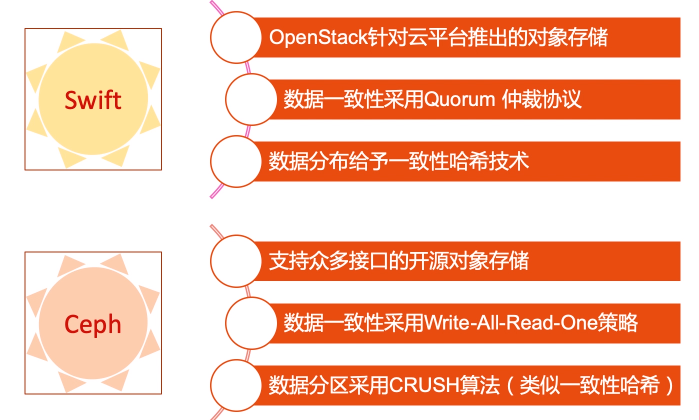 Swift
OpenStack针对云平台推出的对象存储
数据一致性采用Quorum 仲裁协议
数据分布给予一致性哈希技术
Ceph
支持众多接口的开源对象存储
数据一致性采用Write-All-Read-One策略
数据分区采用CRUSH算法（类似一致性哈希）